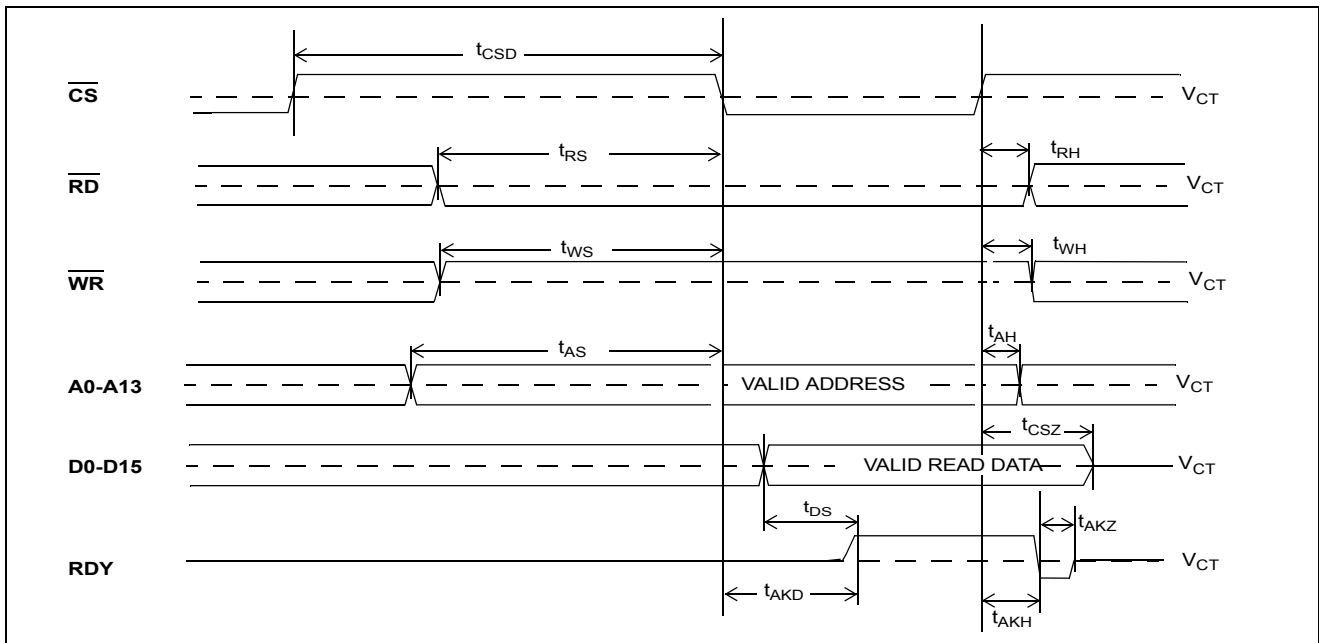 tCSD
CS VCT
tRS tRH
RD VCT
tWS tWH
WR VCT
tAS tAH
A0-A13 VALID ADDRESS VCT
tCSZ
D0-D15 VALID READ DATA VCT
tDS tAKZ
RDY VCT
tAKD tAKH